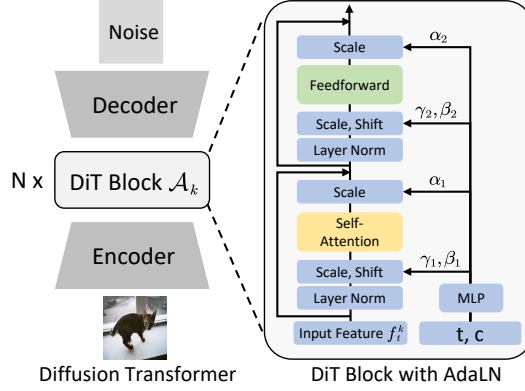 Noise
Decoder
N x
DiT Block 𝒜ₖ
Encoder
Diffusion Transformer
Scale
α₂
Feedforward
γ₂, β₂
Scale, Shift
Layer Norm
Scale
α₁
Self-
Attention
γ₁, β₁
Scale, Shift
Layer Norm
MLP
Input Feature fₜᵏ
t, c
DiT Block with AdaLN